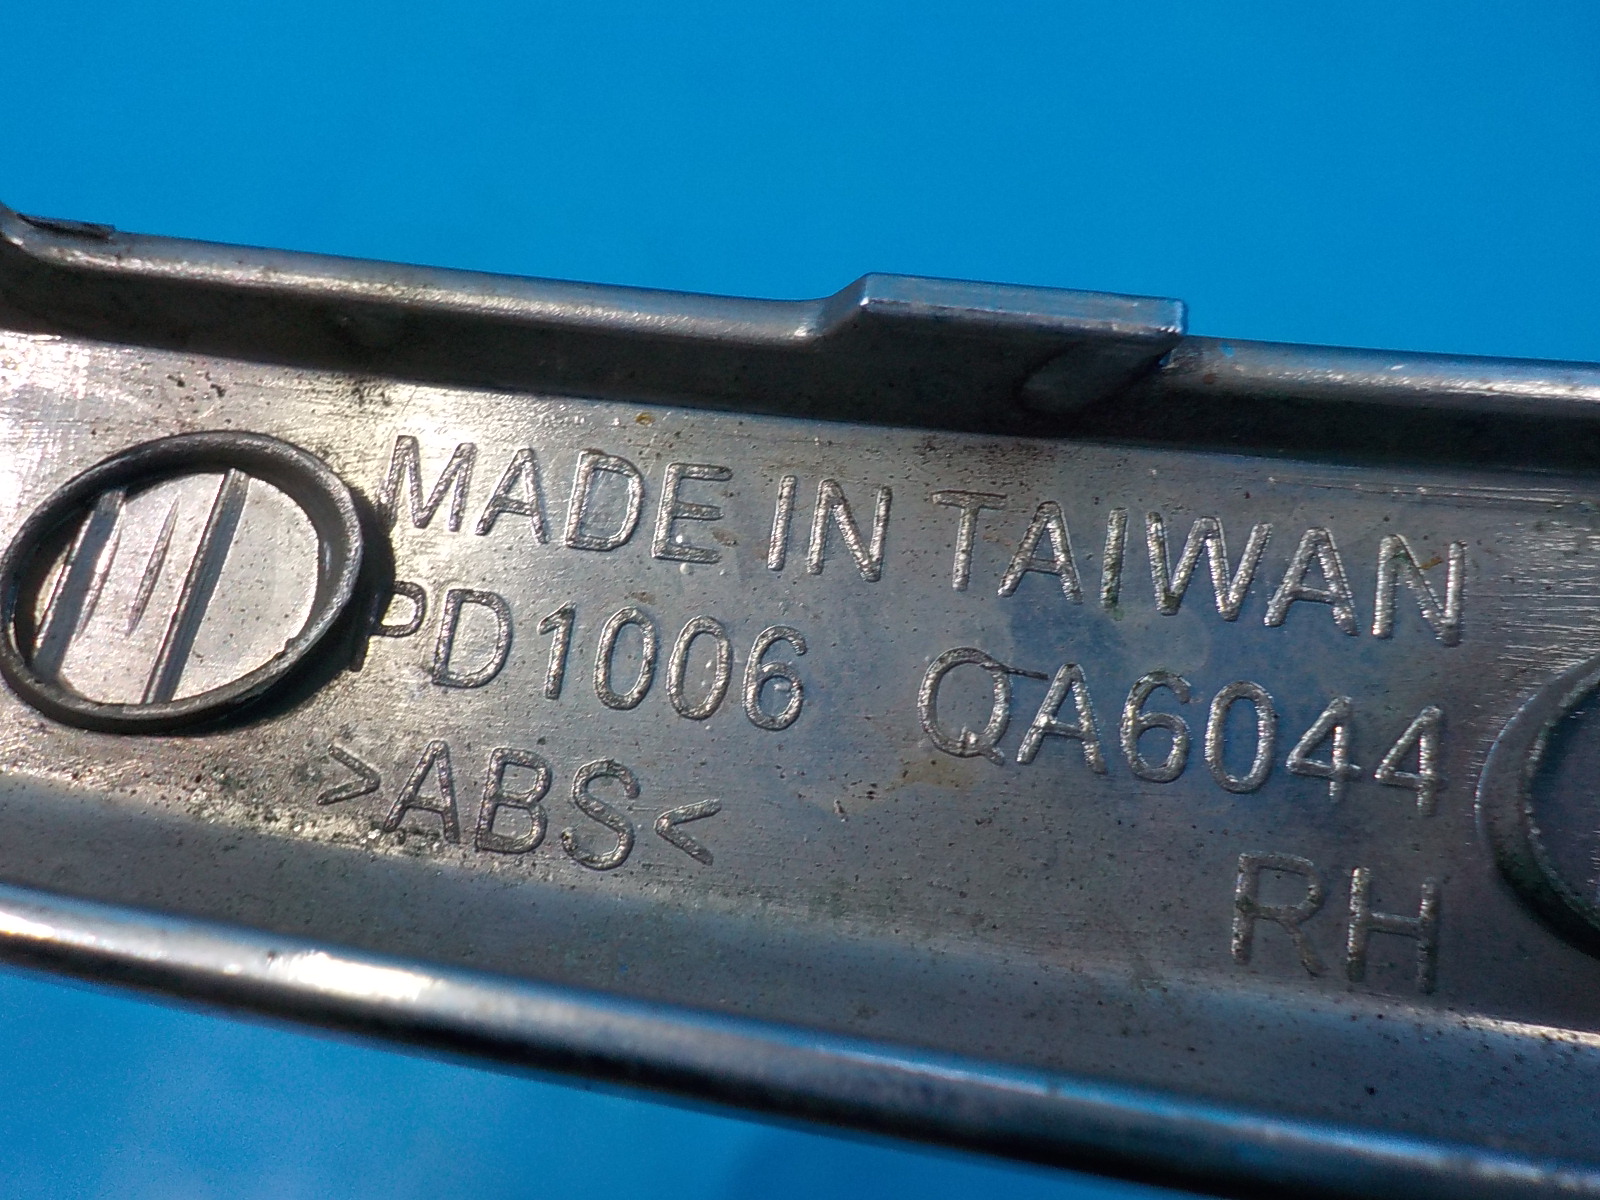 MADE IN TAIWAN
PD1006 QA6044
>ABS<
RH